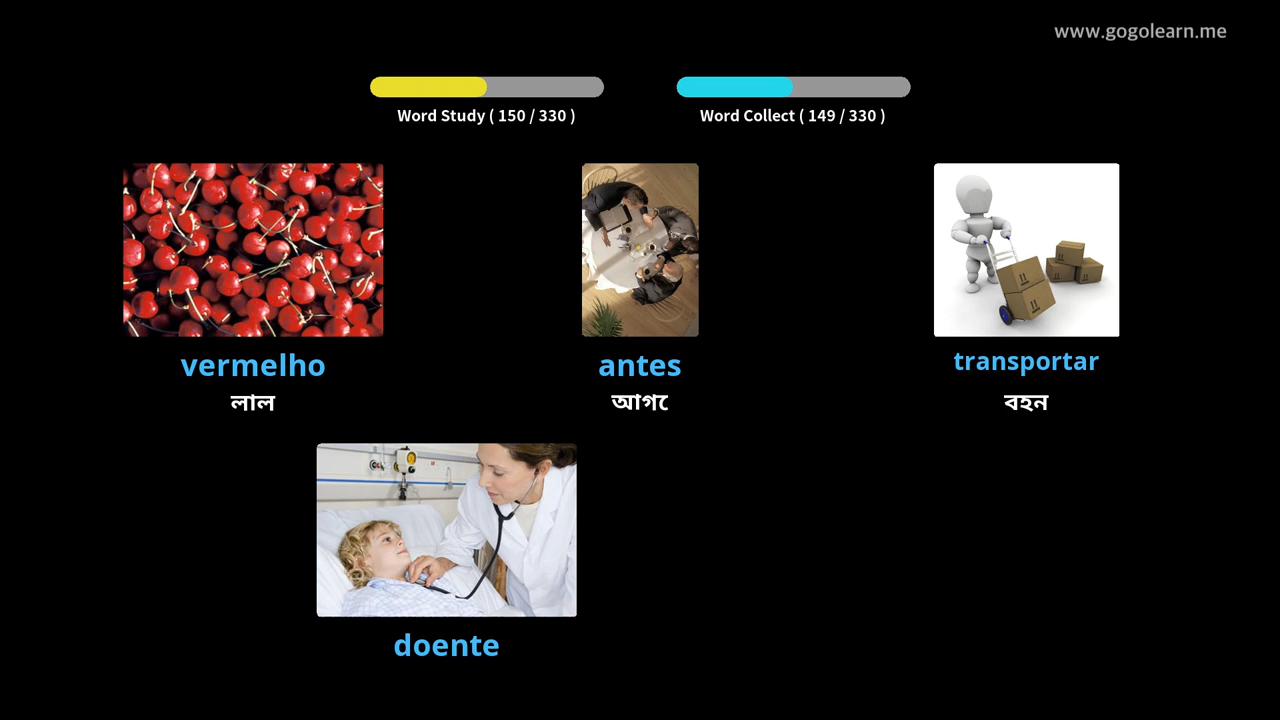 www.gogolearn.me
Word Study ( 150 / 330 )
Word Collect ( 149 / 330 )
vermelho
antes
transportar
লাল
আগে
বহন
doente